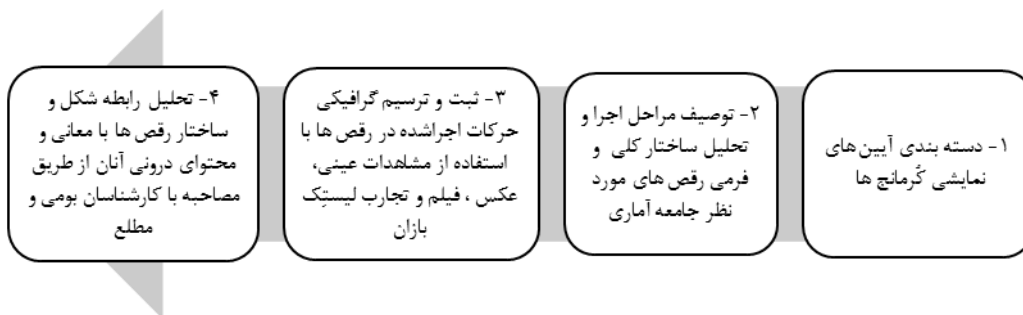 ۱- دسته بندی آیین های
نمایشی کُرمانج ها
۲- توصیف مراحل اجرا و
تحلیل ساختار کلی و
فرمی رقص های مورد
نظر جامعه آماری
۳- ثبت و ترسیم گرافیکی
حرکات اجراشده در رقص ها با
استفاده از مشاهدات عینی،
عکس ، فیلم و تجارب لیستِک
بازان
۴- تحلیل رابطه شکل و
ساختار رقص ها با معانی و
محتوای درونی آنان از طریق
مصاحبه با کارشناسان بومی و
مطلع